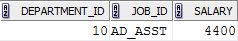 DEPARTMENT_ID JOB_ID SALARY
10 AD_ASST 4400